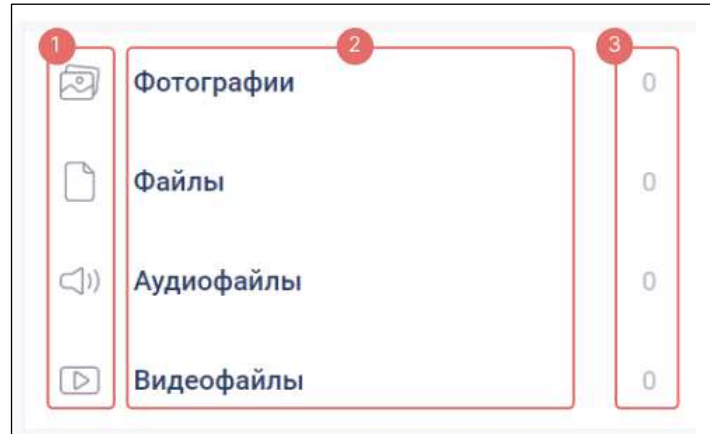 1 2 3
Фотографии 0
Файлы 0
Аудиофайлы 0
Видеофайлы 0